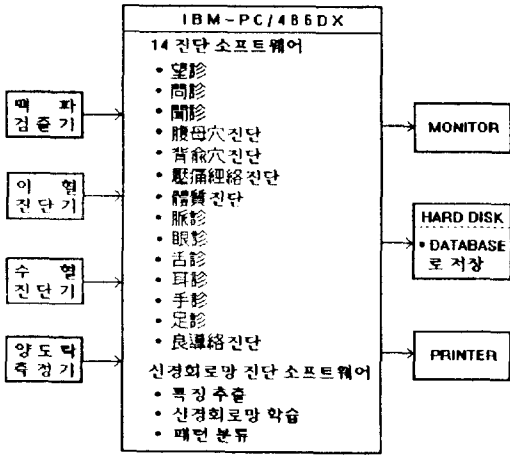 IBM-PC/486DX
14 진단 소프트웨어
• 望診
• 問診
• 聞診
• 腹母穴 진단
• 背兪穴 진단
• 壓痛經絡 진단
• 體質 진단
• 脈診
• 眼診
• 舌診
• 耳診
• 手診
• 足診
• 良導絡 진단
신경회로망 진단 소프트웨어
• 특징 추출
• 신경회로망 학습
• 패턴 분류
맥 파
검출기
이 혈
진단기
수 혈
진단기
양도락
측정기
MONITOR
HARD DISK
• DATABASE
로 저장
PRINTER